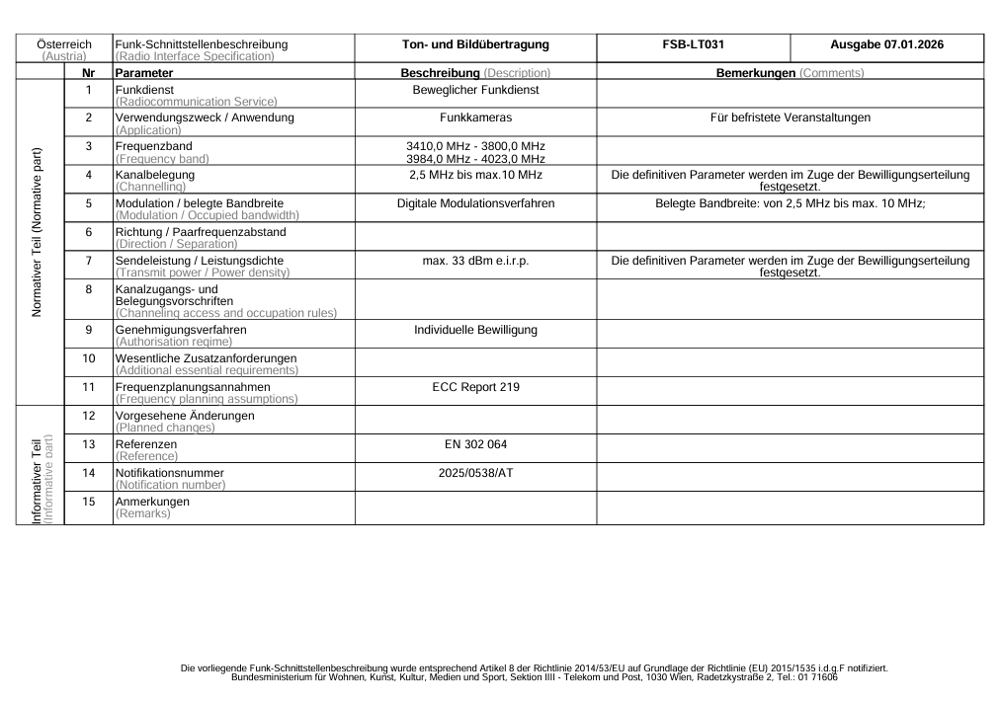 Österreich
(Austria)
Funk-Schnittstellenbeschreibung
(Radio Interface Specification)
Ton- und Bildübertragung
FSB-LT031
Ausgabe 07.01.2026
Nr
Parameter
Beschreibung (Description)
Bemerkungen (Comments)
Normativer Teil (Normative part)
1
Funkdienst
(Radiocommunication Service)
Beweglicher Funkdienst
2
Verwendungszweck / Anwendung
(Application)
Funkkameras
Für befristete Veranstaltungen
3
Frequenzband
(Frequency band)
3410,0 MHz - 3800,0 MHz
3984,0 MHz - 4023,0 MHz
4
Kanalbelegung
(Channelling)
2,5 MHz bis max.10 MHz
Die definitiven Parameter werden im Zuge der Bewilligungserteilung
festgesetzt.
5
Modulation / belegte Bandbreite
(Modulation / Occupied bandwidth)
Digitale Modulationsverfahren
Belegte Bandbreite: von 2,5 MHz bis max. 10 MHz;
6
Richtung / Paarfrequenzabstand
(Direction / Separation)
7
Sendeleistung / Leistungsdichte
(Transmit power / Power density)
max. 33 dBm e.i.r.p.
Die definitiven Parameter werden im Zuge der Bewilligungserteilung
festgesetzt.
8
Kanalzugangs- und
Belegungsvorschriften
(Channeling access and occupation rules)
9
Genehmigungsverfahren
(Authorisation regime)
Individuelle Bewilligung
10
Wesentliche Zusatzanforderungen
(Additional essential requirements)
11
Frequenzplanungsannahmen
(Frequency planning assumptions)
ECC Report 219
Informativer Teil
(Informative part)
12
Vorgesehene Änderungen
(Planned changes)
13
Referenzen
(Reference)
EN 302 064
14
Notifikationsnummer
(Notification number)
2025/0538/AT
15
Anmerkungen
(Remarks)
Die vorliegende Funk-Schnittstellenbeschreibung wurde entsprechend Artikel 8 der Richtlinie 2014/53/EU auf Grundlage der Richtlinie (EU) 2015/1535 i.d.g.F notifiziert.
Bundesministerium für Wohnen, Kunst, Kultur, Medien und Sport, Sektion IIII - Telekom und Post, 1030 Wien, Radetzkystraße 2, Tel.: 01 71606